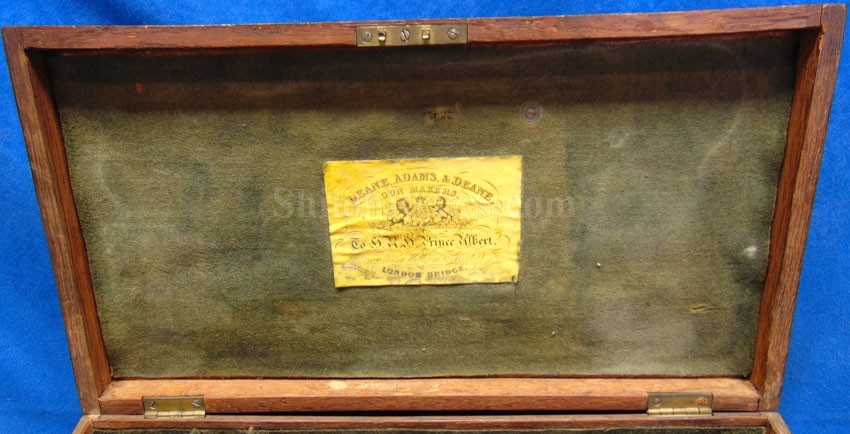 DEANE, ADAMS, & DEANE,
GUN MAKERS,
To H. R. H. Prince Albert.
LONDON BRIDGE.